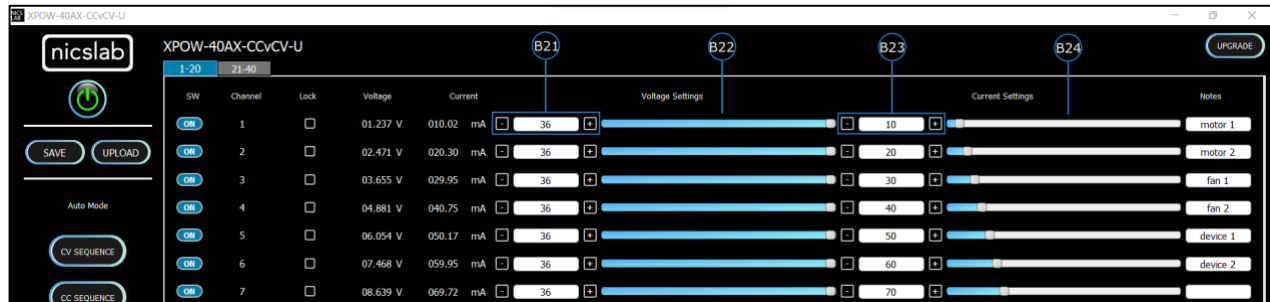 NICS LAB XPOW-40AX-CCvCV-U
nicslab
XPOW-40AX-CCvCV-U
B21 B22 B23 B24
UPGRADE
1-20 21-40
SW Channel Lock Voltage Current Voltage Settings Current Settings Notes
ON 1 01.237 V 010.02 mA - 36 + - 10 + motor 1
SAVE UPLOAD
ON 2 02.471 V 020.30 mA - 36 + - 20 + motor 2
ON 3 03.655 V 029.95 mA - 36 + - 30 + fan 1
Auto Mode
ON 4 04.881 V 040.75 mA - 36 + - 40 + fan 2
ON 5 06.054 V 050.17 mA - 36 + - 50 + device 1
CV SEQUENCE
ON 6 07.468 V 059.95 mA - 36 + - 60 + device 2
ON 7 08.639 V 069.72 mA - 36 + - 70 +
CC SEQUENCE